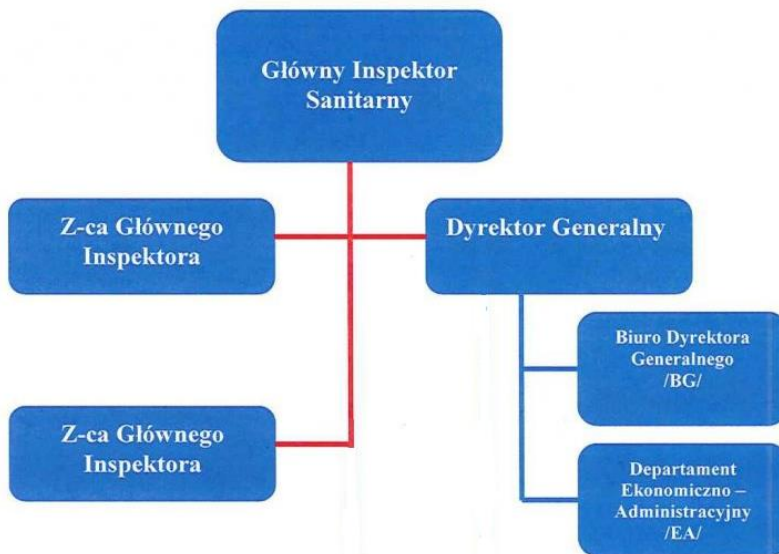 Główny Inspektor
Sanitarny
Z-ca Głównego
Inspektora
Dyrektor Generalny
Biuro Dyrektora
Generalnego
/BG/
Z-ca Głównego
Inspektora
Departament
Ekonomiczno –
Administracyjny
/EA/